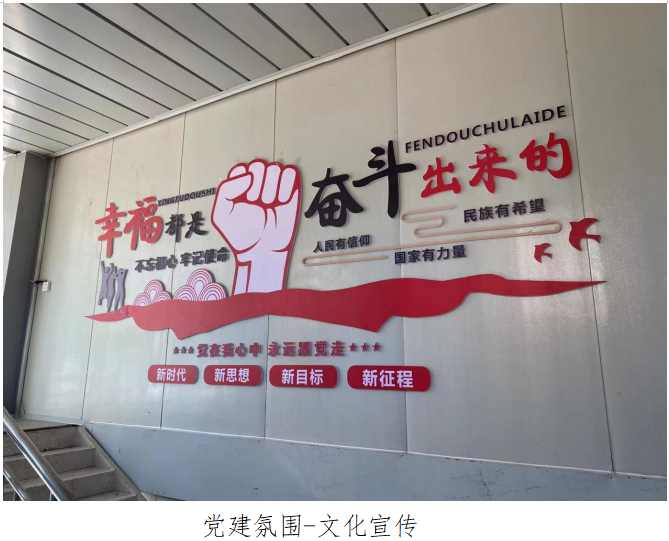 幸福都是
XINGFUDOUSHI
奋斗出来的
FENDOUCHULAIDE
不忘初心 牢记使命
人民有信仰
国家有力量
民族有希望
★★★党在我心中 永远跟党走★★★
新时代 新思想 新目标 新征程
党建氛围-文化宣传